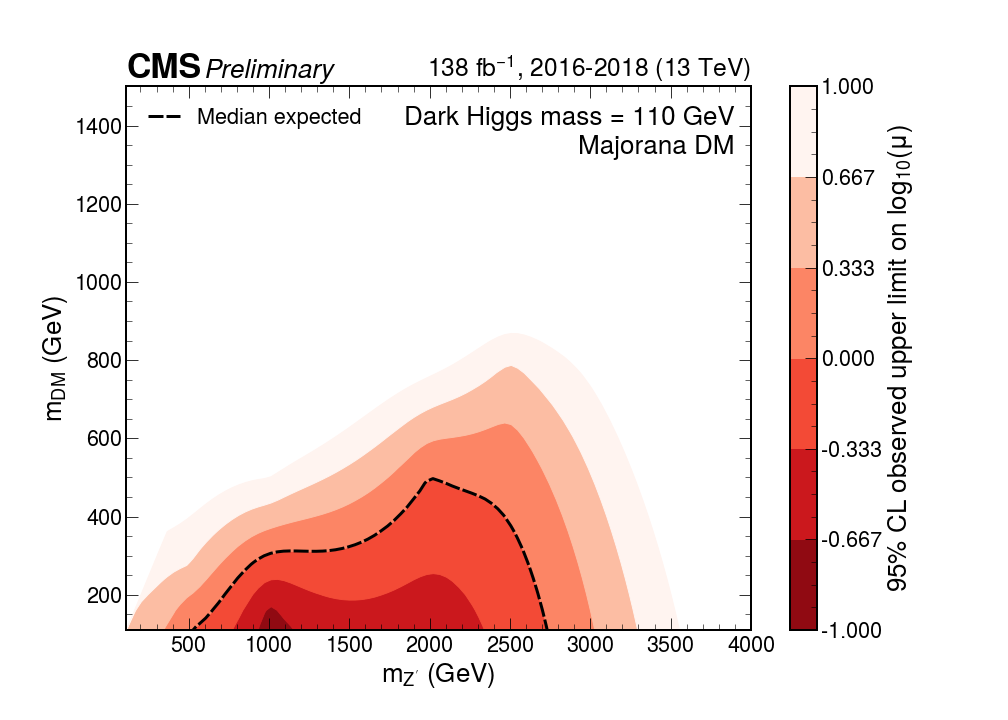 CMS Preliminary 138 fb⁻¹, 2016-2018 (13 TeV)
Median expected
Dark Higgs mass = 110 GeV
Majorana DM
1400
1200
1000
800
600
400
200
m_DM (GeV)
500 1000 1500 2000 2500 3000 3500 4000
m_Z′ (GeV)
1.000
0.667
0.333
0.000
-0.333
-0.667
-1.000
95% CL observed upper limit on log₁₀(μ)